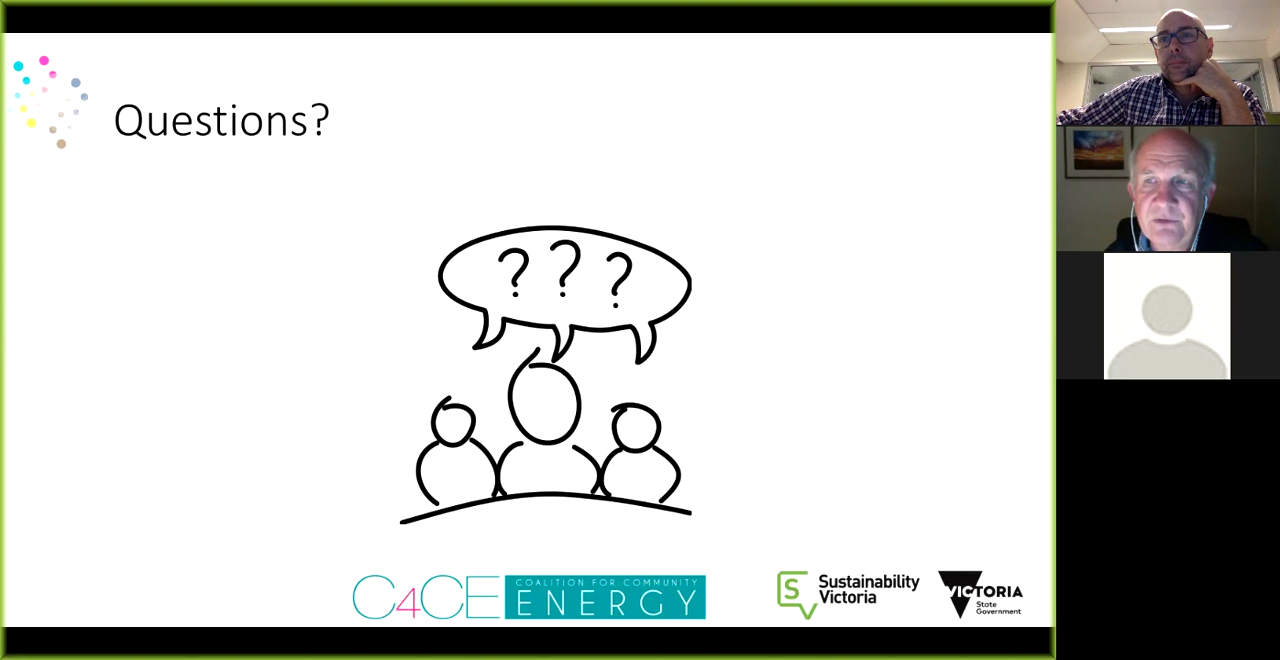 Questions?
? ? ?
C4CE
COALITION FOR COMMUNITY
ENERGY
S
Sustainability
Victoria
VICTORIA
State
Government